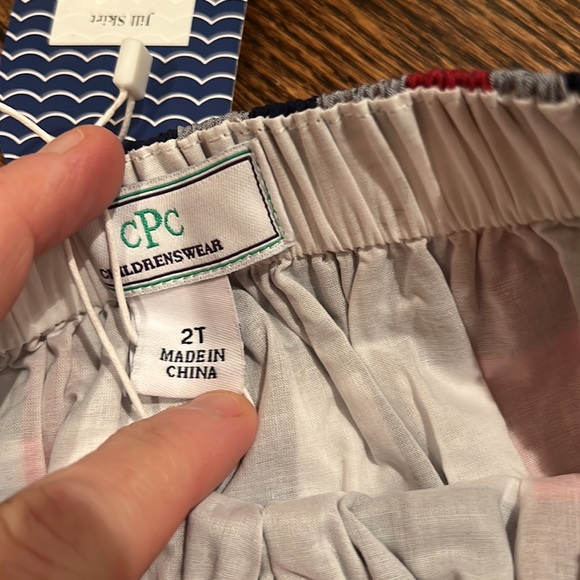 Jill Skirt
CPC
CHILDRENSWEAR
2T
MADE IN
CHINA